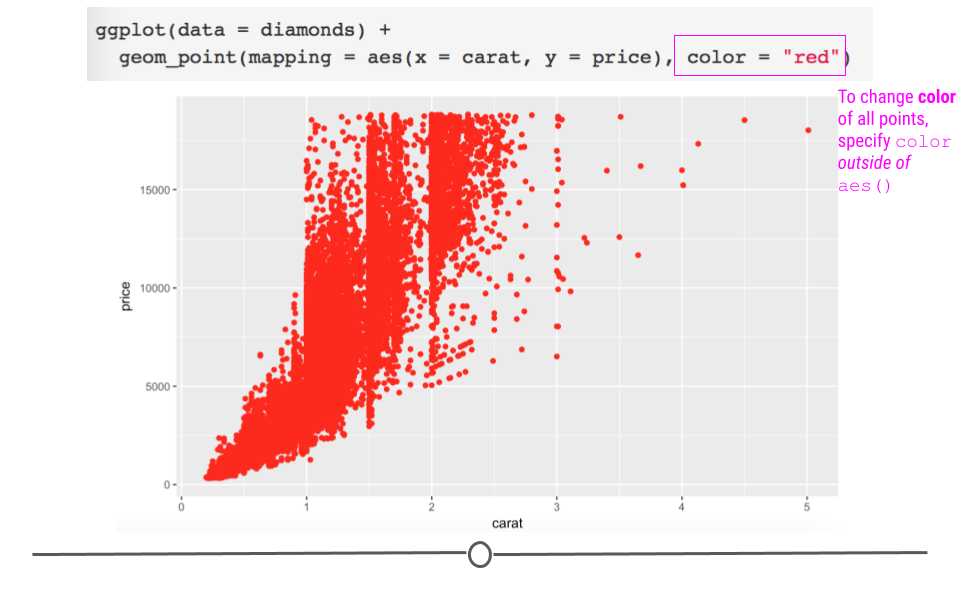 ggplot(data = diamonds) +
geom_point(mapping = aes(x = carat, y = price), color = "red")
To change color
of all points,
specify color
outside of
aes()
15000
10000
5000
0
price
0 1 2 3 4 5
carat